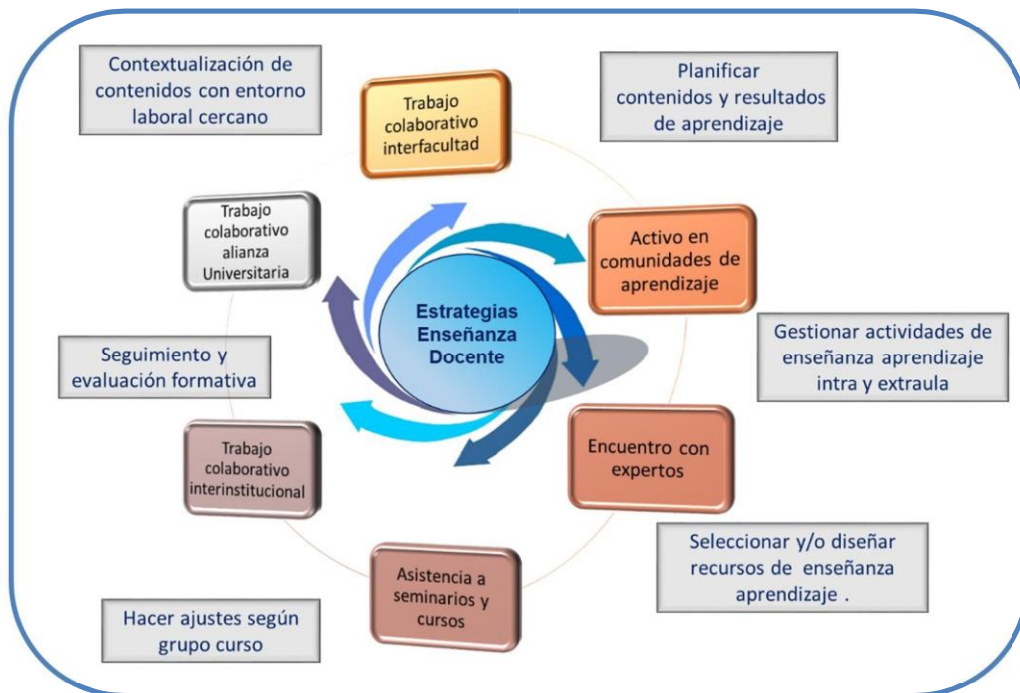 Contextualización de
contenidos con entorno
laboral cercano
Trabajo
colaborativo
interfacultad
Planificar
contenidos y resultados
de aprendizaje
Trabajo
colaborativo
alianza
Universitaria
Activo en
comunidades de
aprendizaje
Estrategias
Enseñanza
Docente
Seguimiento y
evaluación formativa
Gestionar actividades de
enseñanza aprendizaje
intra y extraula
Trabajo
colaborativo
interinstitucional
Encuentro con
expertos
Asistencia a
seminarios y
cursos
Seleccionar y/o diseñar
recursos de enseñanza
aprendizaje .
Hacer ajustes según
grupo curso